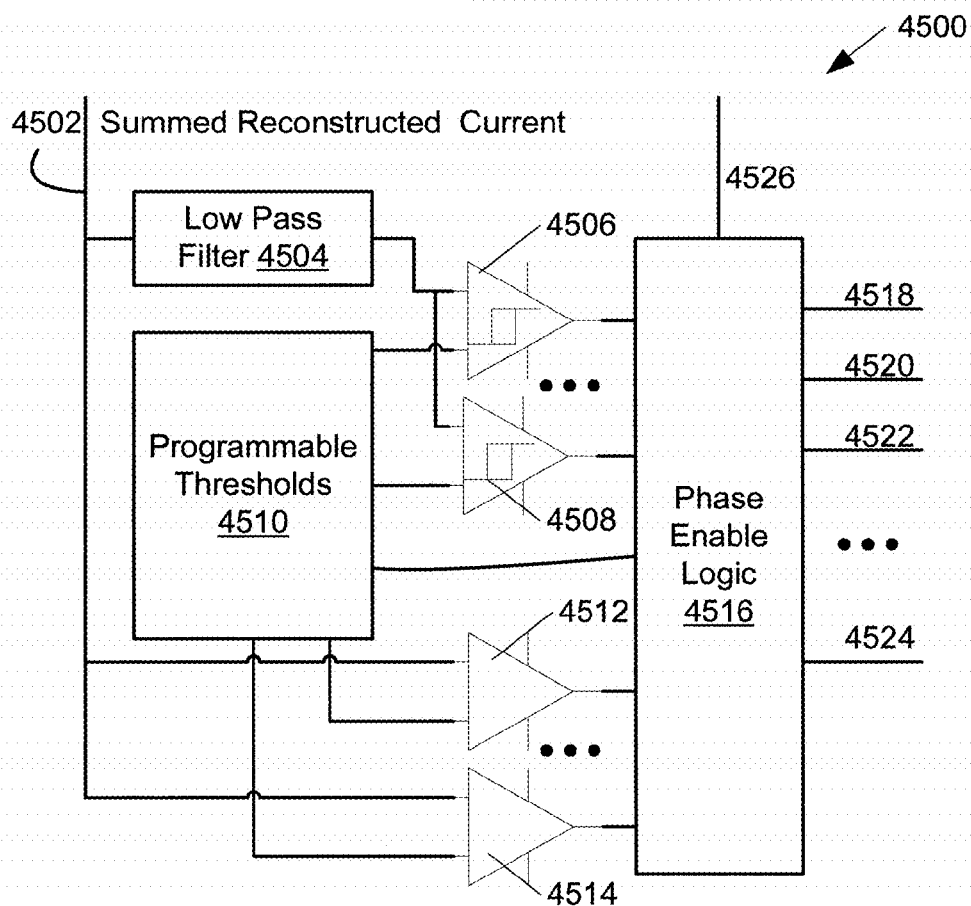 4500
4502 Summed Reconstructed Current
4526
Low Pass
Filter 4504
4506
4518
4520
4522
Programmable
Thresholds
4510
4508
Phase
Enable
Logic
4516
4512
4524
4514